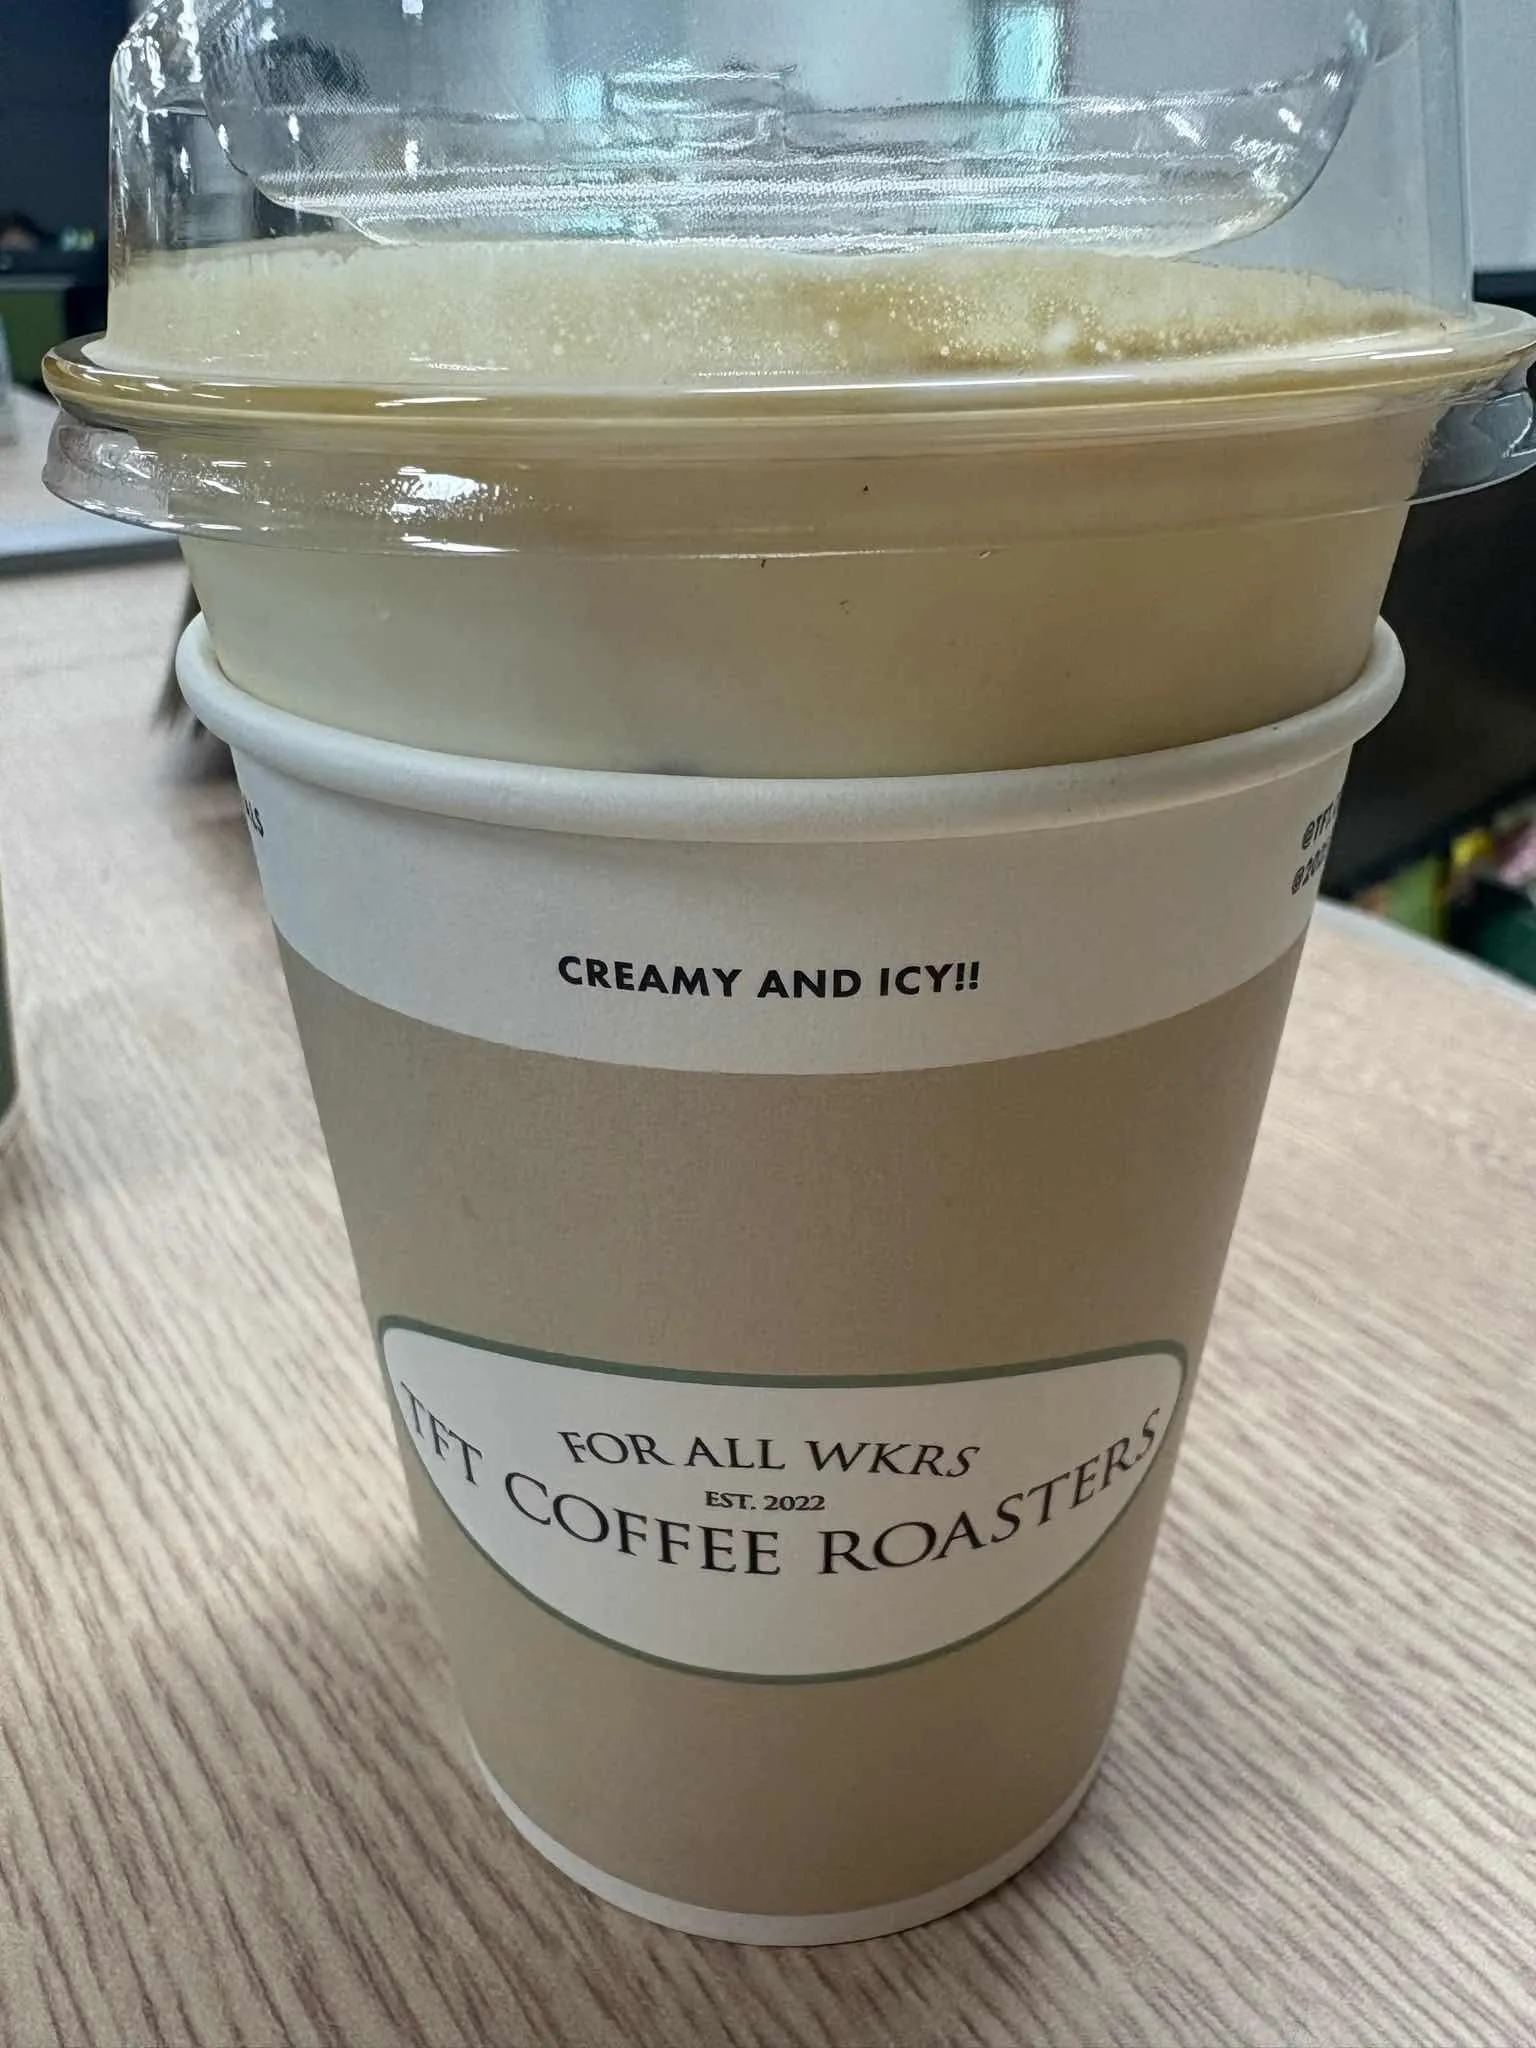 CREAMY AND ICY!!
FOR ALL WKRS
EST. 2022
TFT COFFEE ROASTERS